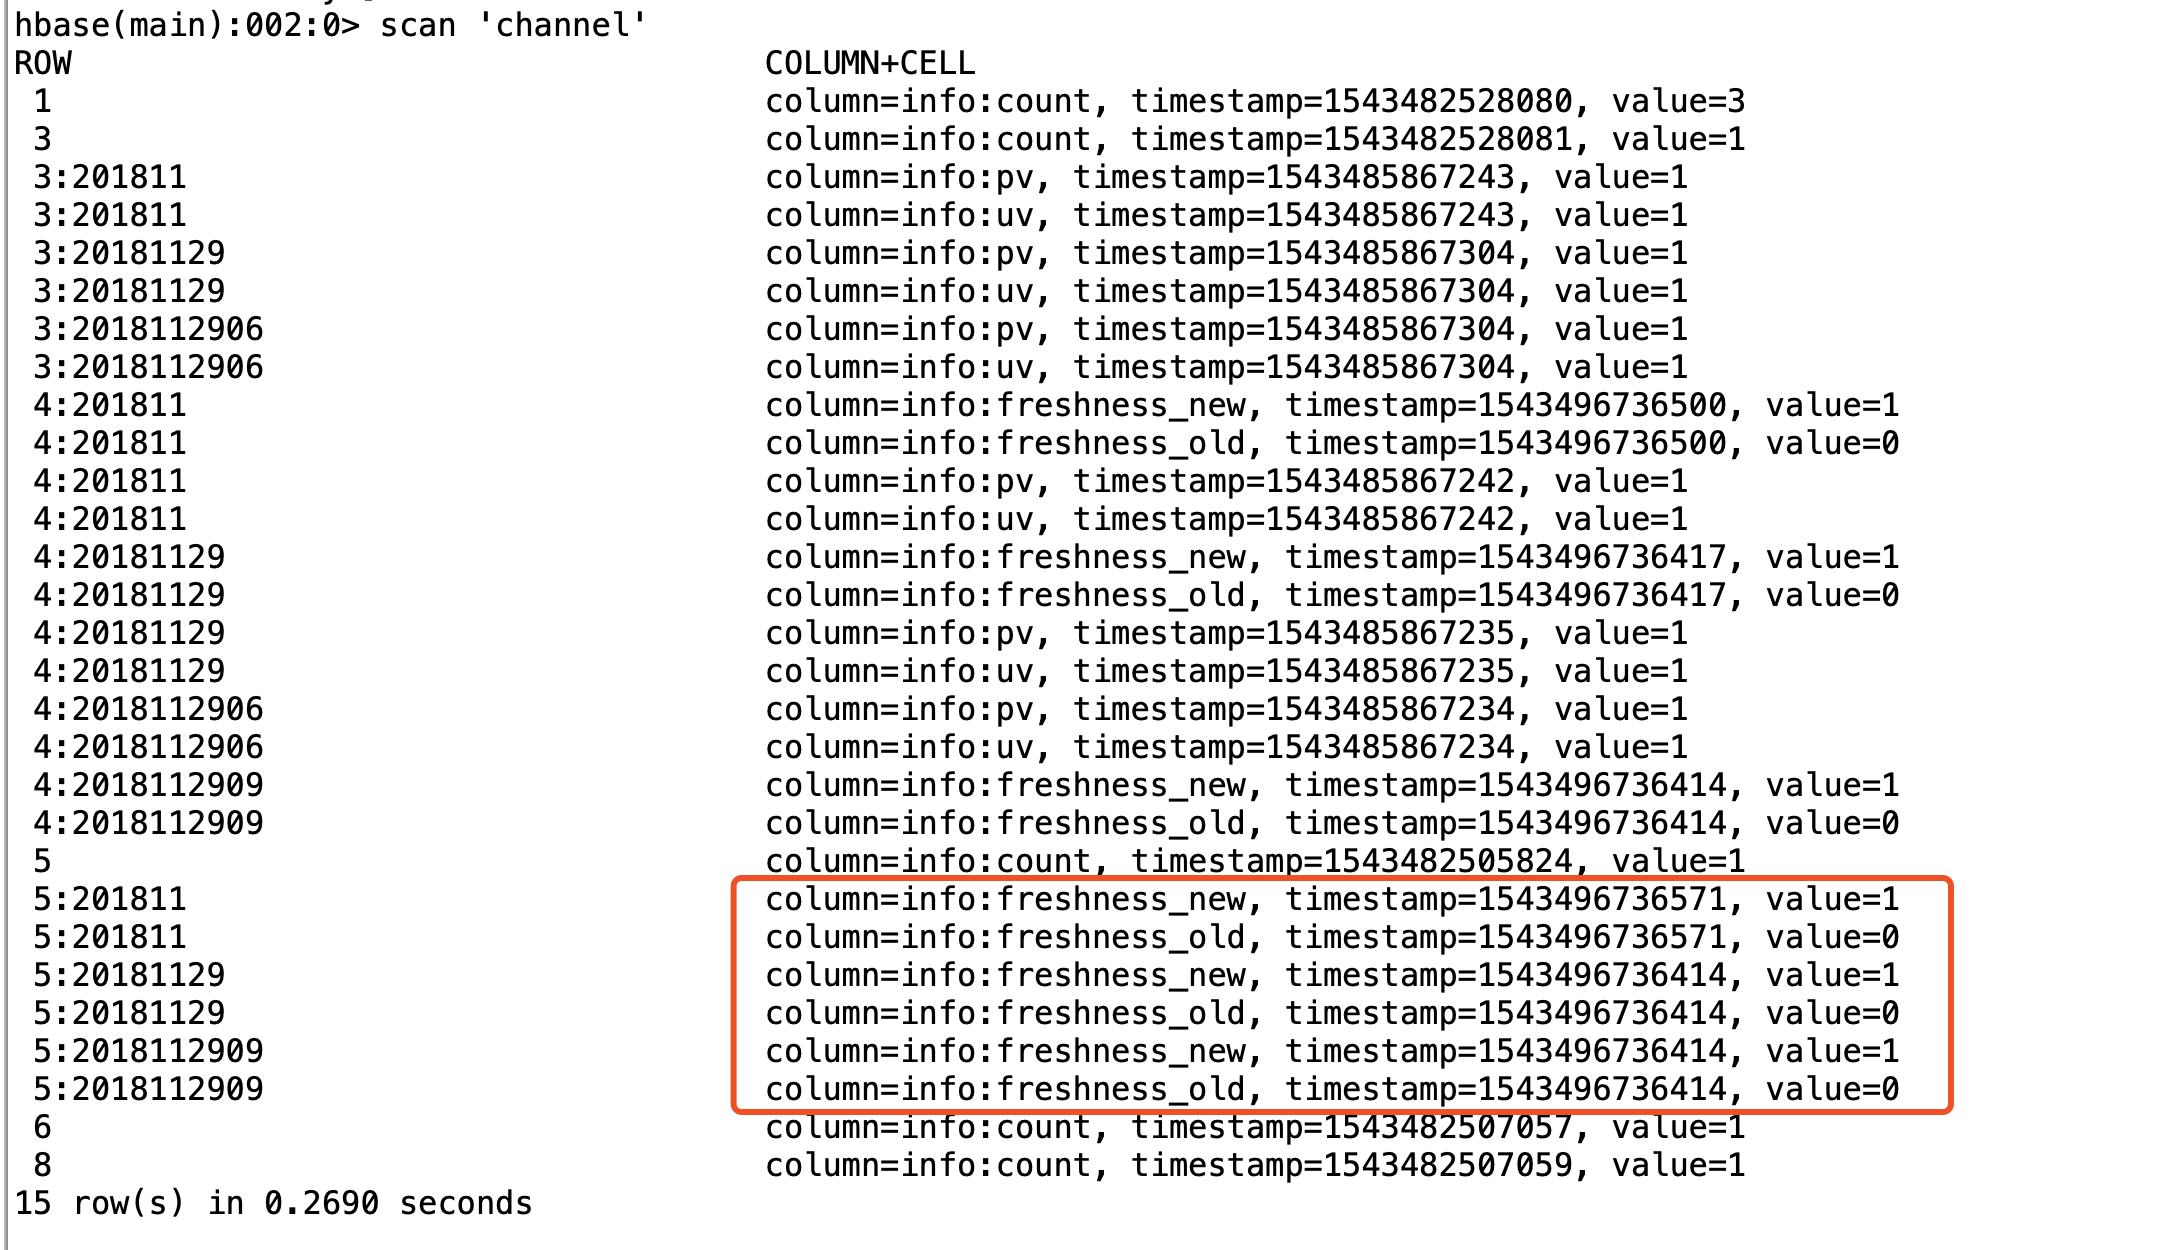 hbase(main):002:0> scan 'channel'
ROW COLUMN+CELL
1 column=info:count, timestamp=1543482528080, value=3
3 column=info:count, timestamp=1543482528081, value=1
3:201811 column=info:pv, timestamp=1543485867243, value=1
3:201811 column=info:uv, timestamp=1543485867243, value=1
3:20181129 column=info:pv, timestamp=1543485867304, value=1
3:20181129 column=info:uv, timestamp=1543485867304, value=1
3:2018112906 column=info:pv, timestamp=1543485867304, value=1
3:2018112906 column=info:uv, timestamp=1543485867304, value=1
4:201811 column=info:freshness_new, timestamp=1543496736500, value=1
4:201811 column=info:freshness_old, timestamp=1543496736500, value=0
4:201811 column=info:pv, timestamp=1543485867242, value=1
4:201811 column=info:uv, timestamp=1543485867242, value=1
4:20181129 column=info:freshness_new, timestamp=1543496736417, value=1
4:20181129 column=info:freshness_old, timestamp=1543496736417, value=0
4:20181129 column=info:pv, timestamp=1543485867235, value=1
4:20181129 column=info:uv, timestamp=1543485867235, value=1
4:2018112906 column=info:pv, timestamp=1543485867234, value=1
4:2018112906 column=info:uv, timestamp=1543485867234, value=1
4:2018112909 column=info:freshness_new, timestamp=1543496736414, value=1
4:2018112909 column=info:freshness_old, timestamp=1543496736414, value=0
5 column=info:count, timestamp=1543482505824, value=1
5:201811 column=info:freshness_new, timestamp=1543496736571, value=1
5:201811 column=info:freshness_old, timestamp=1543496736571, value=0
5:20181129 column=info:freshness_new, timestamp=1543496736414, value=1
5:20181129 column=info:freshness_old, timestamp=1543496736414, value=0
5:2018112909 column=info:freshness_new, timestamp=1543496736414, value=1
5:2018112909 column=info:freshness_old, timestamp=1543496736414, value=0
6 column=info:count, timestamp=1543482507057, value=1
8 column=info:count, timestamp=1543482507059, value=1
15 row(s) in 0.2690 seconds